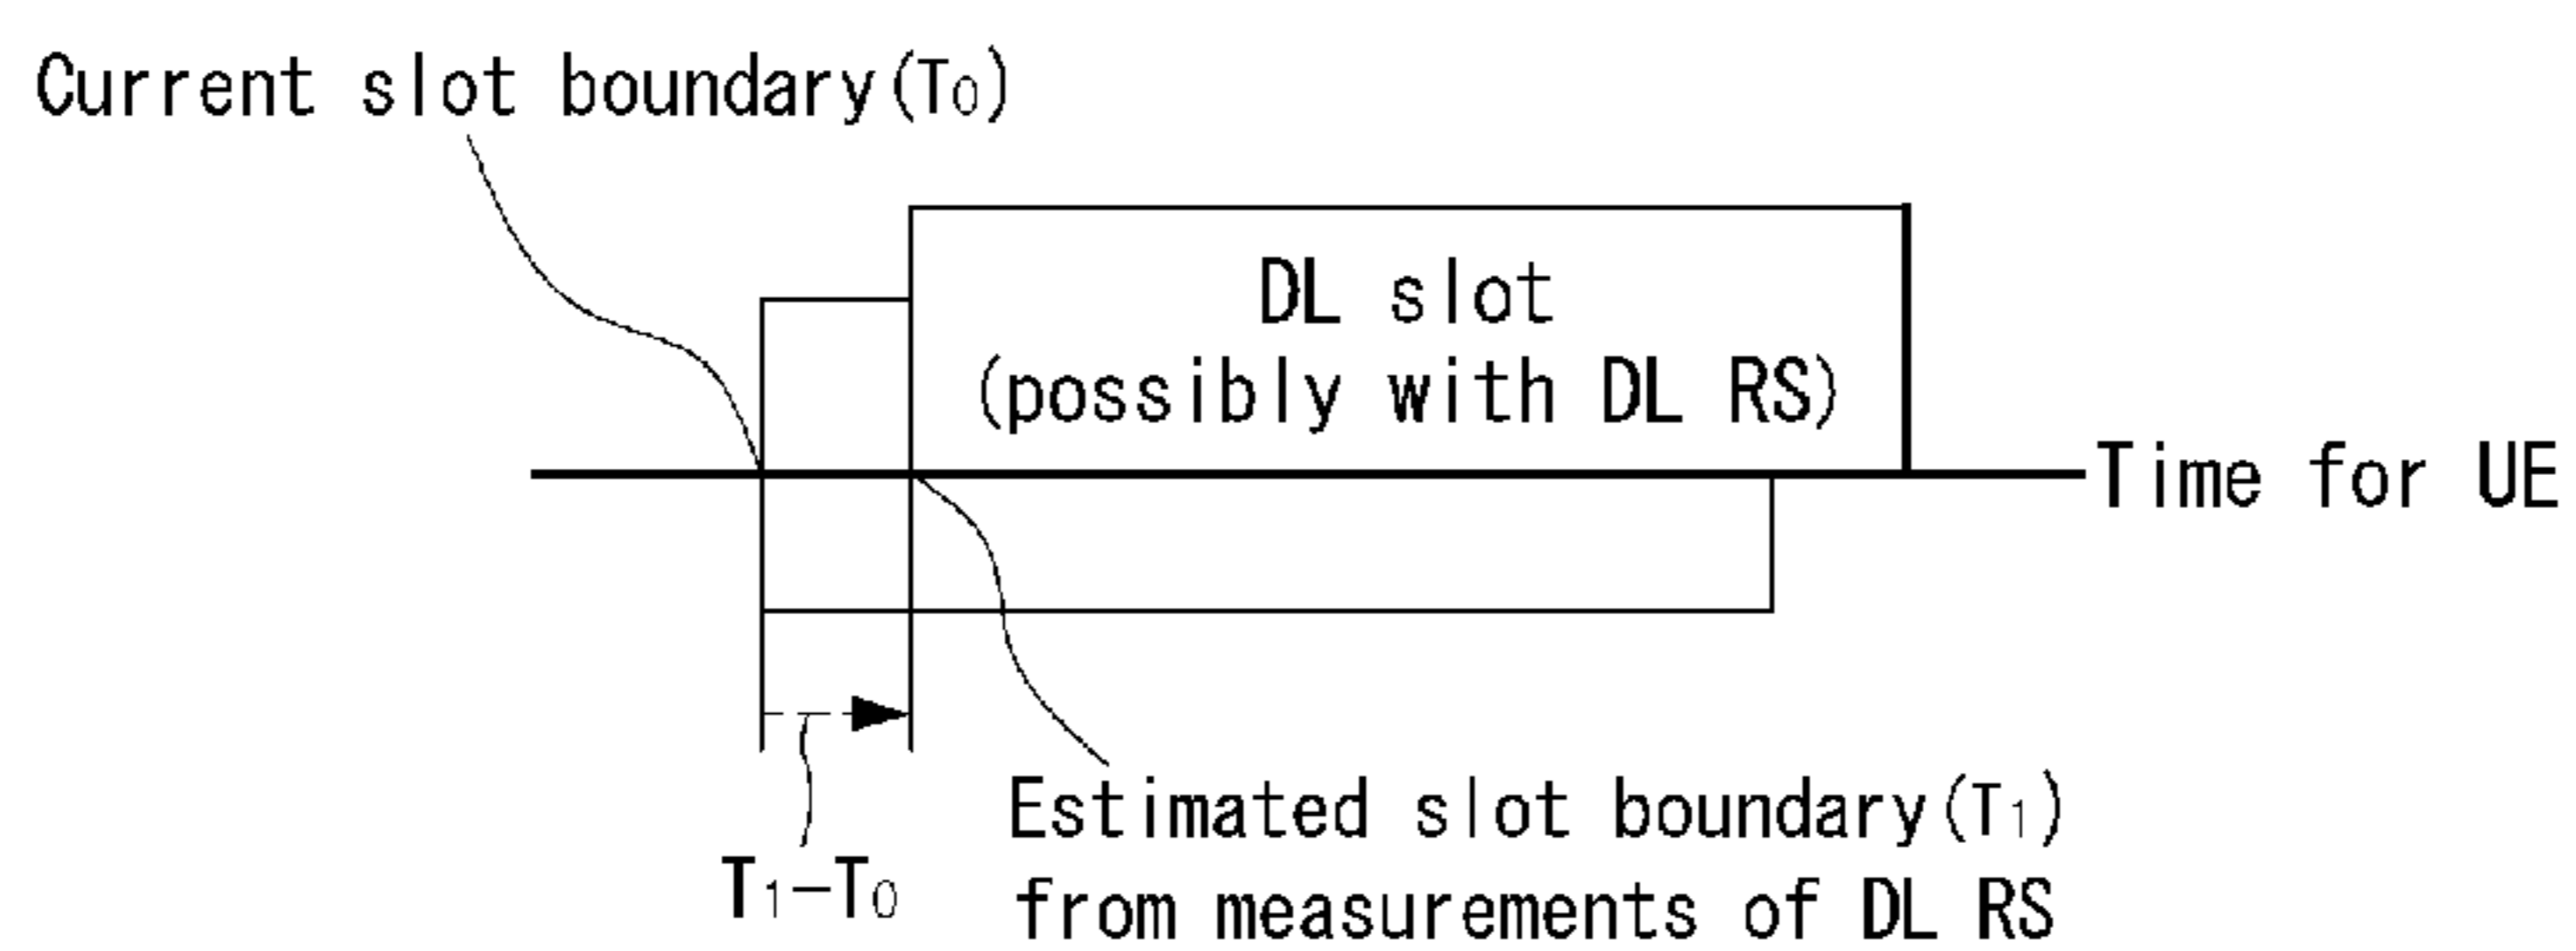 Current slot boundary(T0)
DL slot
(possibly with DL RS)
Time for UE
Estimated slot boundary(T1)
from measurements of DL RS
T1-T0